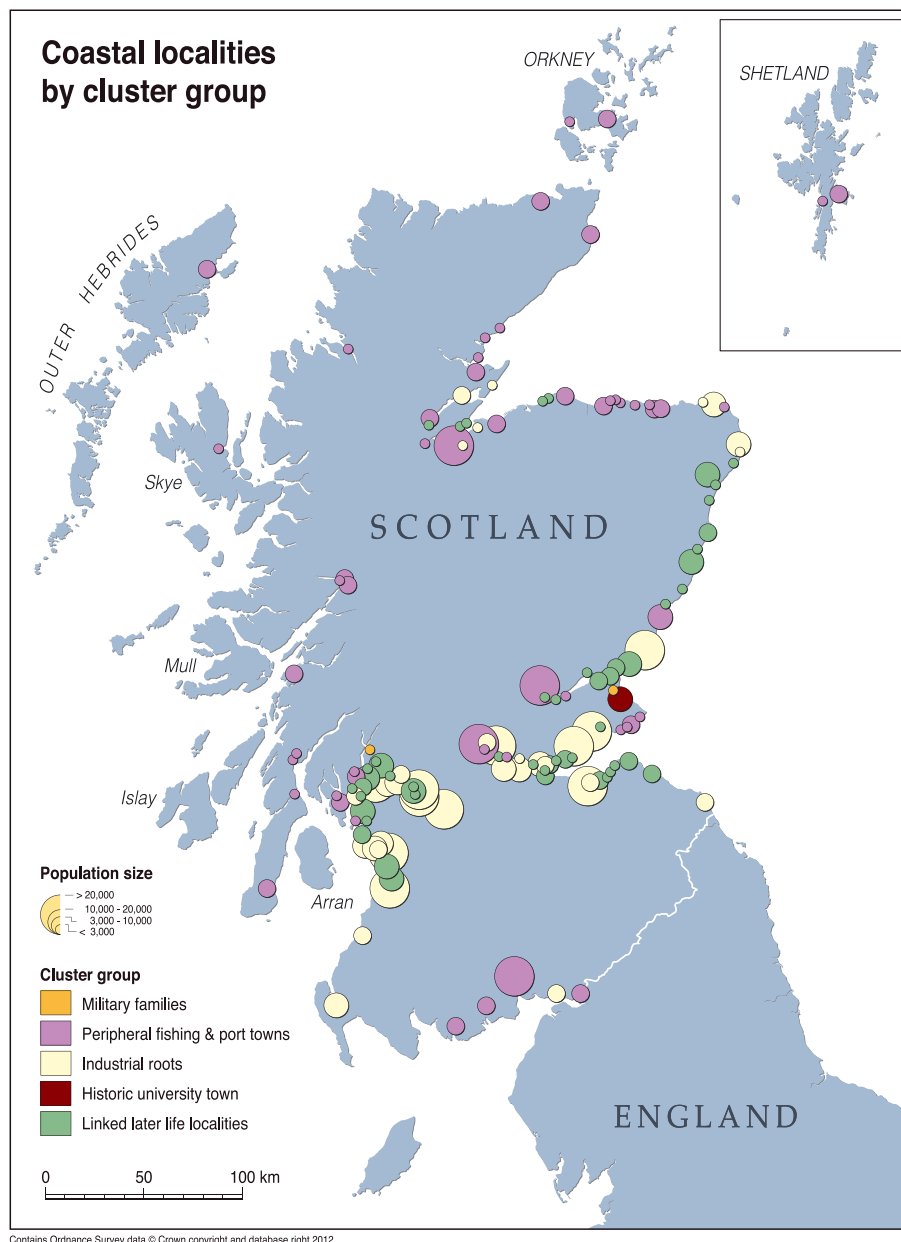 Coastal localities
by cluster group
ORKNEY
SHETLAND
OUTER HEBRIDES
Skye
SCOTLAND
Mull
Islay
Arran
Population size
> 20,000
10,000 - 20,000
3,000 - 10,000
< 3,000
Cluster group
Military families
Peripheral fishing & port towns
Industrial roots
Historic university town
Linked later life localities
ENGLAND
0 50 100 km
Contains Ordnance Survey data © Crown copyright and database right 2012